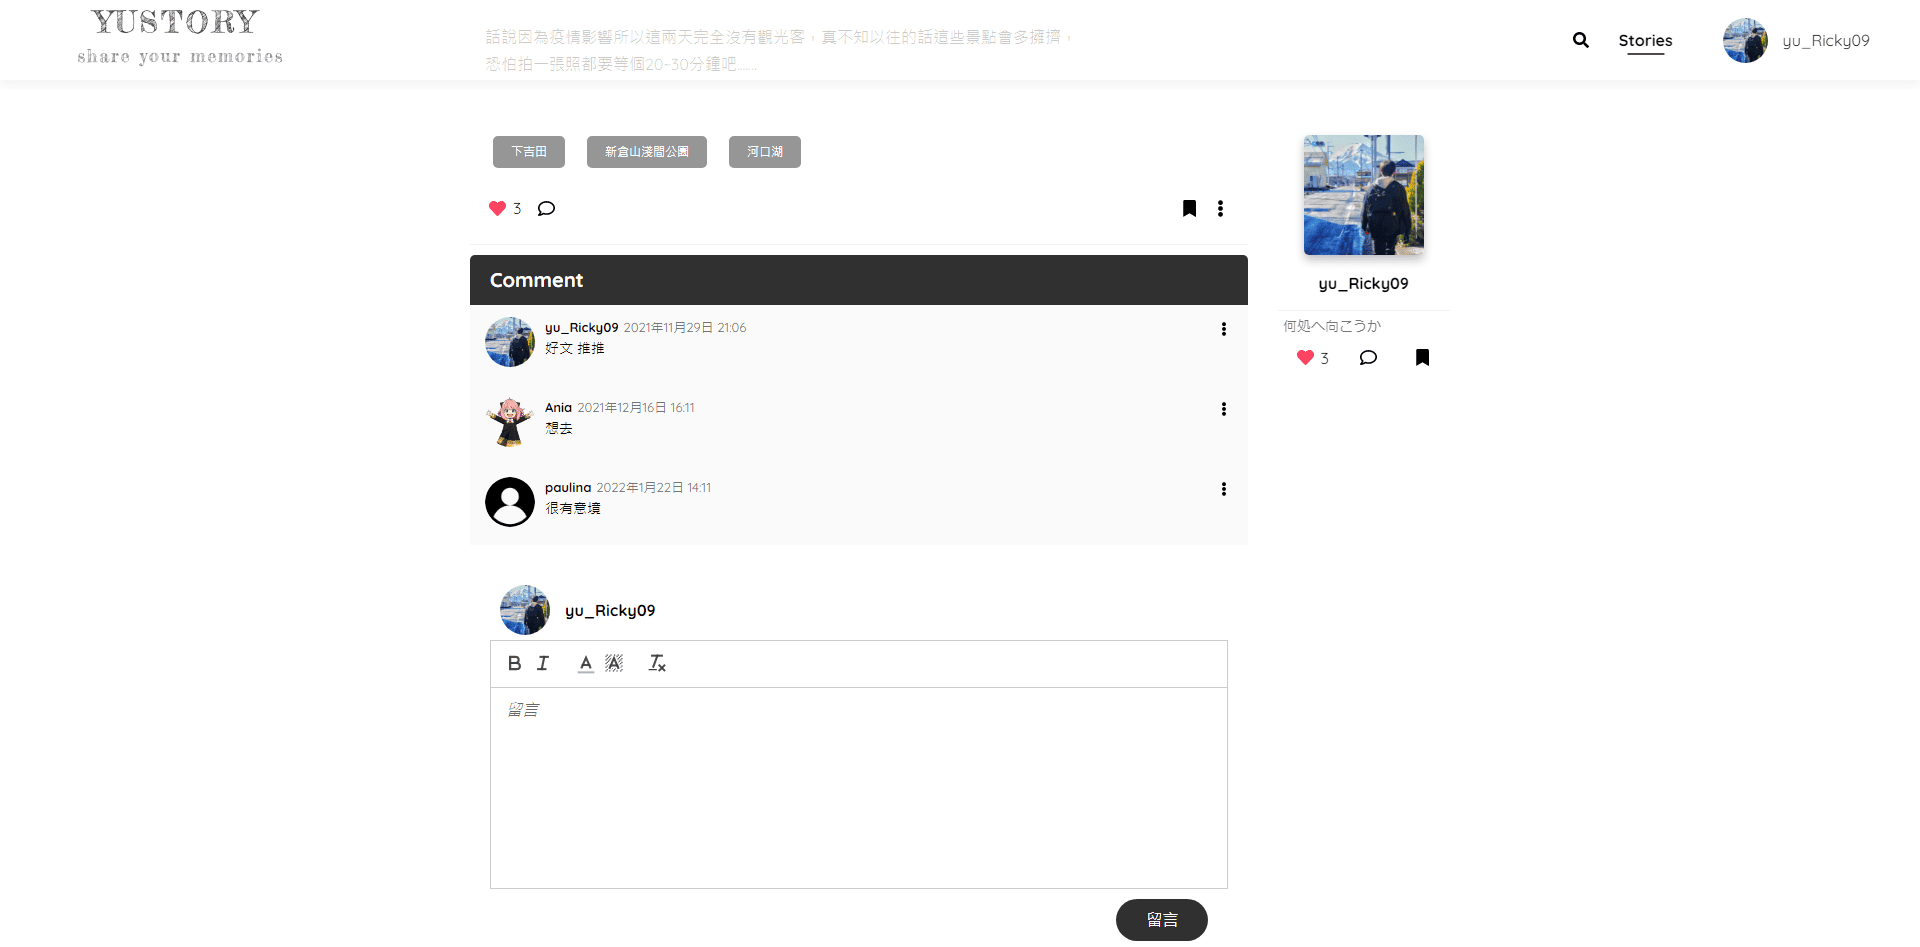 YUSTORY
share your memories
話說因為疫情影響所以這兩天完全沒有觀光客，真不知以往的話這些景點會多擁擠，
恐怕拍一張照都要等個20~30分鐘吧......
Stories
yu_Ricky09
下吉田
新倉山淺間公園
河口湖
3
Comment
yu_Ricky09 2021年11月29日 21:06
好文 推推
Ania 2021年12月16日 16:11
想去
paulina 2022年1月22日 14:11
很有意境
yu_Ricky09
B I A A Tx
留言
留言
yu_Ricky09
何処へ向こうか
3